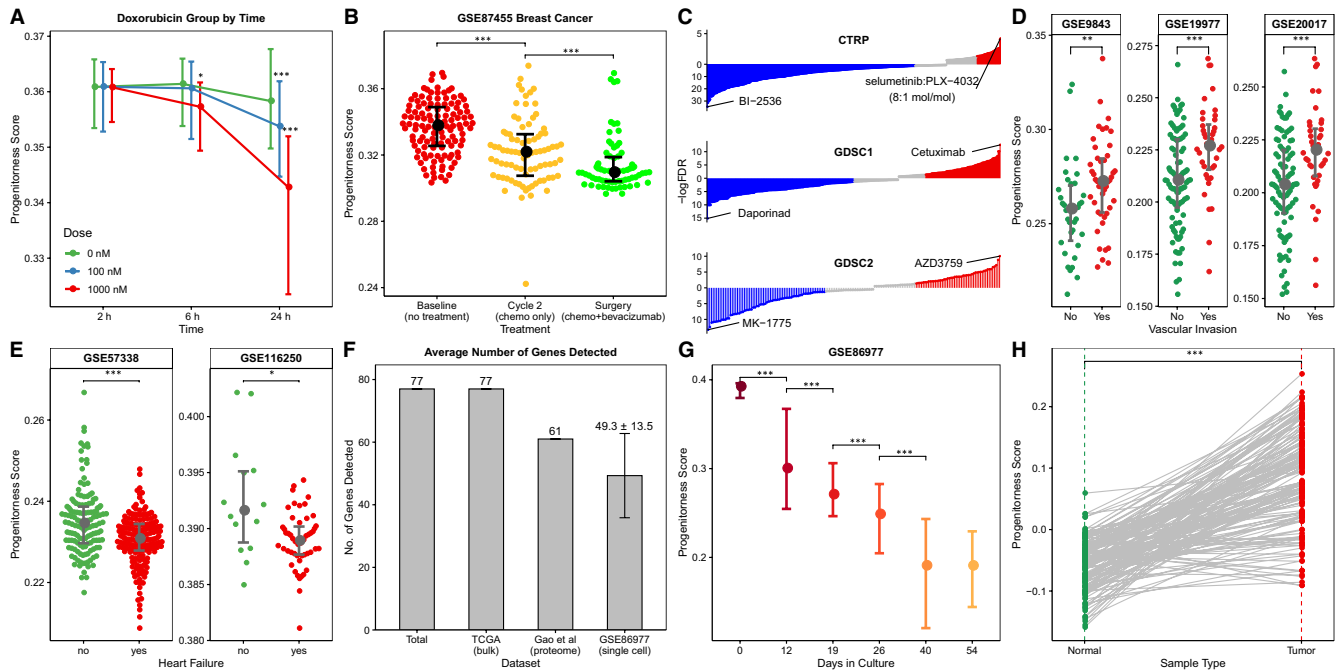 A
Doxorubicin Group by Time
Progenitorness Score
0.37
0.36
0.35
0.34
0.33
*
***
***
Dose
0 nM
100 nM
1000 nM
2 h
6 h
24 h
Time
B
GSE87455 Breast Cancer
Progenitorness Score
***
***
0.36
0.32
0.28
0.24
Baseline
(no treatment)
Cycle 2
(chemo only)
Surgery
(chemo+bevacizumab)
Treatment
C
−logFDR
CTRP
5
0
5
10
15
20
25
30
selumetinib:PLX−4032
(8:1 mol/mol)
BI−2536
GDSC1
10
5
0
5
10
15
Cetuximab
Daporinad
GDSC2
10
5
0
5
10
AZD3759
MK−1775
D
Progenitorness Score
GSE9843
GSE19977
GSE20017
**
***
***
0.35
0.30
0.25
0.275
0.250
0.225
0.200
0.175
0.150
0.275
0.250
0.225
0.200
0.175
0.150
No
Yes
No
Yes
No
Yes
Vascular Invasion
E
Progenitorness Score
GSE57338
GSE116250
***
*
0.26
0.24
0.22
0.400
0.395
0.390
0.385
0.380
no
yes
no
yes
Heart Failure
F
Average Number of Genes Detected
No. of Genes Detected
80
60
40
20
0
77
77
61
49.3 ± 13.5
Total
TCGA
(bulk)
Gao et al
(proteome)
GSE86977
(single cell)
Dataset
G
GSE86977
Progenitorness Score
0.4
0.3
0.2
***
***
***
***
0
12
19
26
40
54
Days in Culture
H
Progenitorness Score
***
0.2
0.1
0.0
−0.1
Normal
Tumor
Sample Type